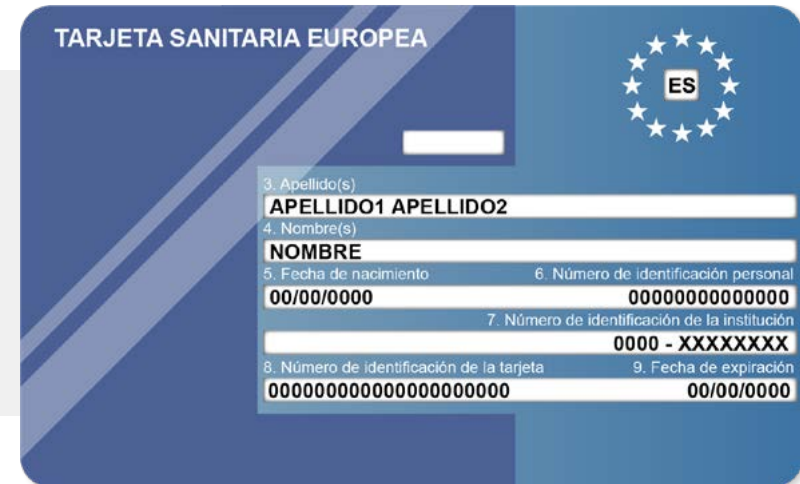 TARJETA SANITARIA EUROPEA
ES
3. Apellido(s)
APELLIDO1 APELLIDO2
4. Nombre(s)
NOMBRE
5. Fecha de nacimiento 6. Número de identificación personal
00/00/0000 00000000000000
7. Número de identificación de la institución
0000 - XXXXXXXX
8. Número de identificación de la tarjeta 9. Fecha de expiración
00000000000000000000 00/00/0000